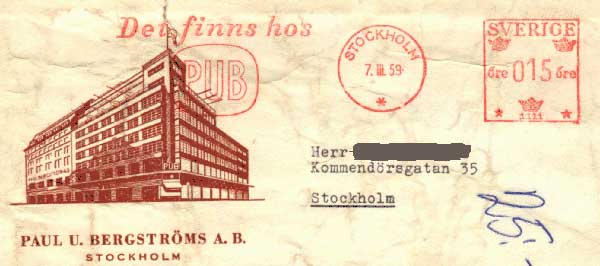 Det finns hos
PUB
STOCKHOLM
7. III. 59
*
SVERIGE
öre 015 öre
* *
PUB
PAUL U. BERGSTRÖMS A. B.
STOCKHOLM
Herr
Kommendörsgatan 35
Stockholm